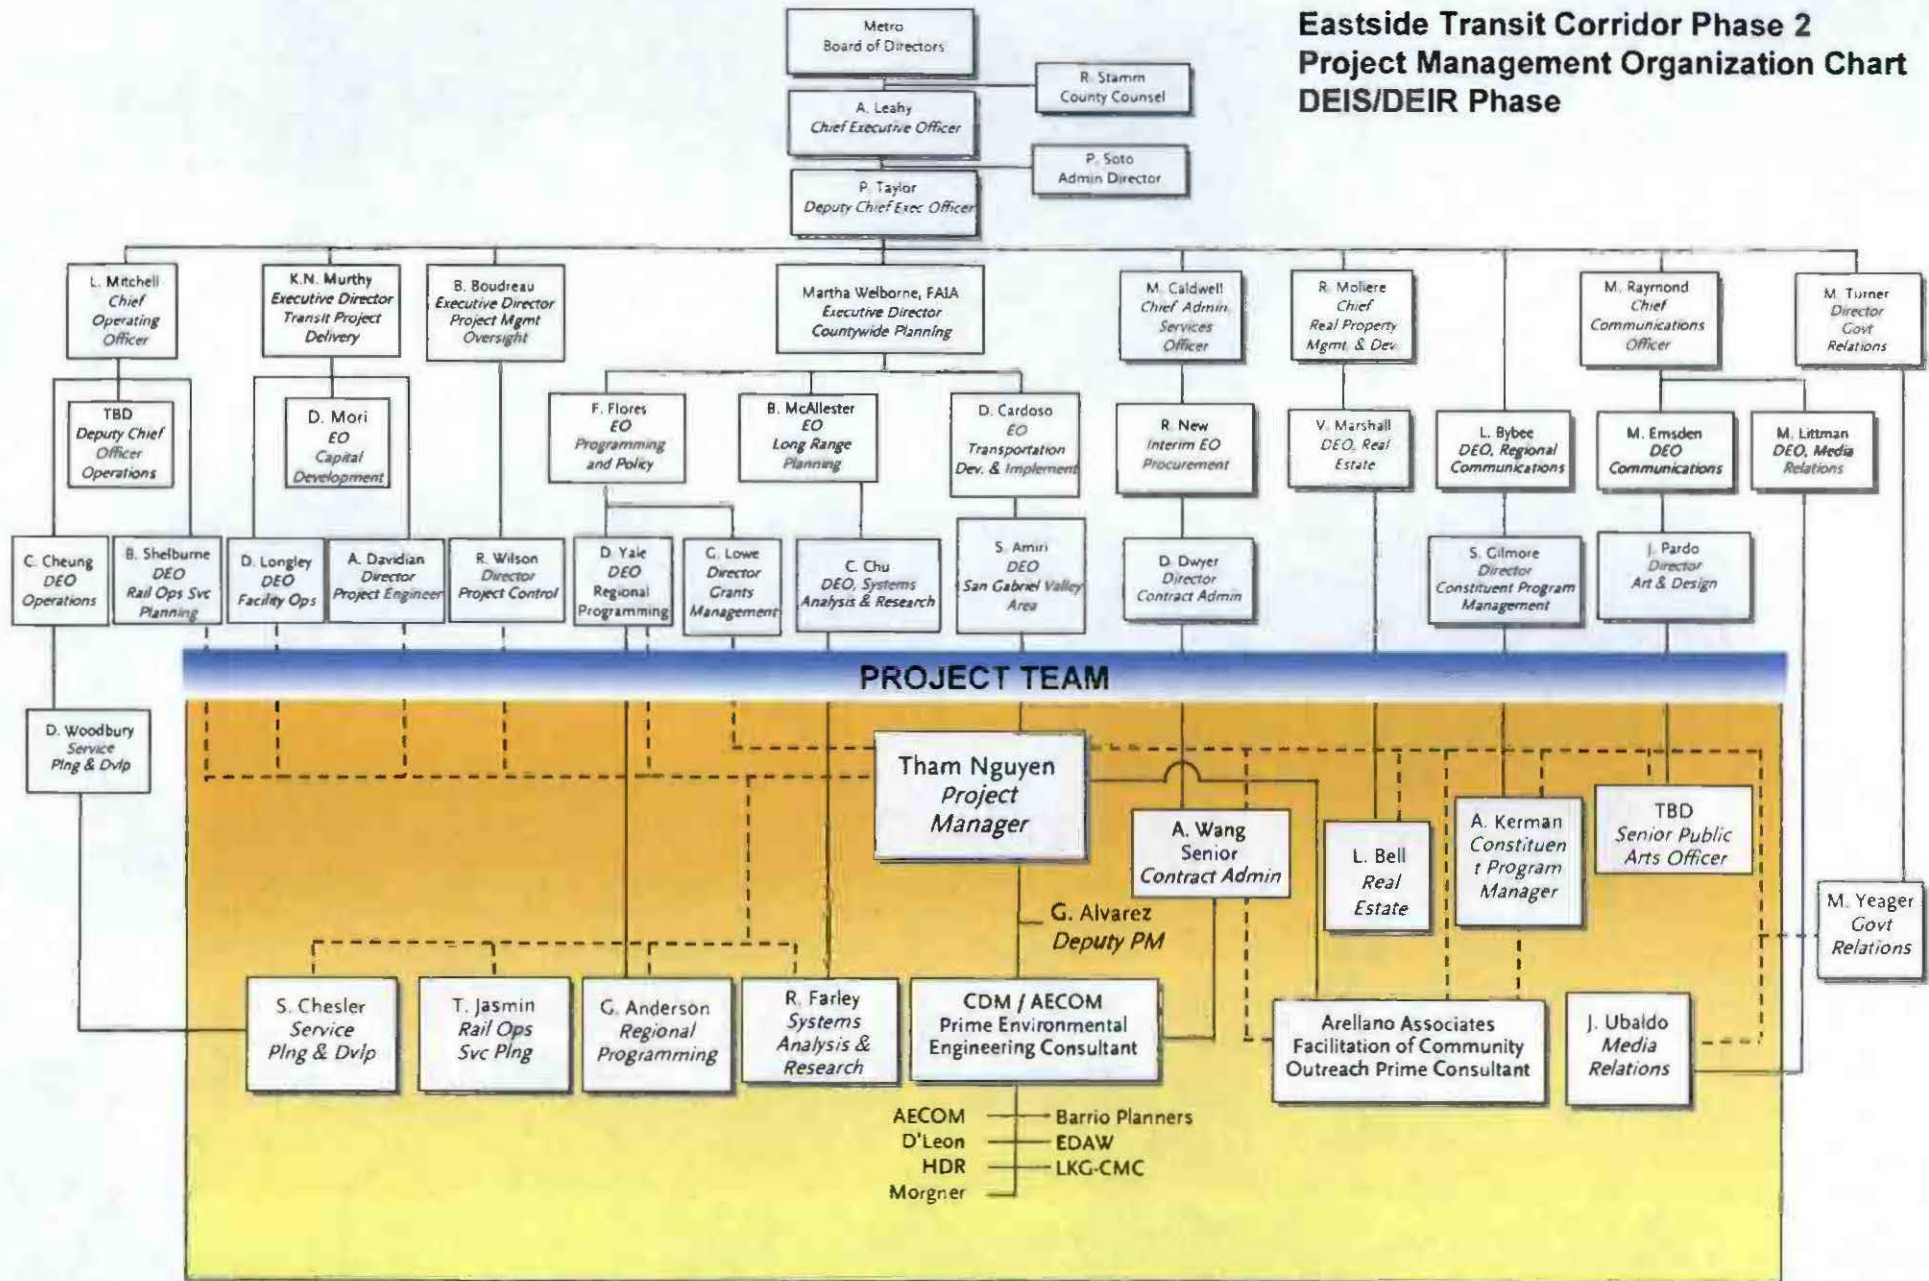 Eastside Transit Corridor Phase 2
Project Management Organization Chart
DEIS/DEIR Phase
Metro
Board of Directors
R. Stamm
County Counsel
A. Leahy
Chief Executive Officer
P. Soto
Admin Director
P. Taylor
Deputy Chief Exec Officer
L. Mitchell
Chief
Operating
Officer
K.N. Murthy
Executive Director
Transit Project
Delivery
B. Boudreau
Executive Director
Project Mgmt
Oversight
Martha Welborne, FAIA
Executive Director
Countywide Planning
M. Caldwell
Chief Admin
Services
Officer
R. Moliere
Chief
Real Property
Mgmt. & Dev
M. Raymond
Chief
Communications
Officer
M. Turner
Director
Govt
Relations
TBD
Deputy Chief
Officer
Operations
D. Mori
EO
Capital
Development
F. Flores
EO
Programming
and Policy
B. McAllester
EO
Long Range
Planning
D. Cardoso
EO
Transportation
Dev. & Implement
R. New
Interim EO
Procurement
V. Marshall
DEO, Real
Estate
L. Bybee
DEO, Regional
Communications
M. Emsden
DEO
Communications
M. Littman
DEO, Media
Relations
C. Cheung
DEO
Operations
B. Shelburne
DEO
Rail Ops Svc
Planning
D. Longley
DEO
Facility Ops
A. Davidian
Director
Project Engineer
R. Wilson
Director
Project Control
D. Yale
DEO
Regional
Programming
G. Lowe
Director
Grants
Management
C. Chu
DEO, Systems
Analysis & Research
S. Amiri
DEO
San Gabriel Valley
Area
D. Dwyer
Director
Contract Admin
S. Gilmore
Director
Constituent Program
Management
J. Pardo
Director
Art & Design
PROJECT TEAM
D. Woodbury
Service
Plng & Dvlp
Tham Nguyen
Project
Manager
A. Wang
Senior
Contract Admin
L. Bell
Real
Estate
A. Kerman
Constituen
t Program
Manager
TBD
Senior Public
Arts Officer
M. Yeager
Govt
Relations
G. Alvarez
Deputy PM
S. Chesler
Service
Plng & Dvlp
T. Jasmin
Rail Ops
Svc Plng
G. Anderson
Regional
Programming
R. Farley
Systems
Analysis &
Research
CDM / AECOM
Prime Environmental
Engineering Consultant
Arellano Associates
Facilitation of Community
Outreach Prime Consultant
J. Ubaldo
Media
Relations
AECOM
Barrio Planners
D'Leon
EDAW
HDR
LKG-CMC
Morgner